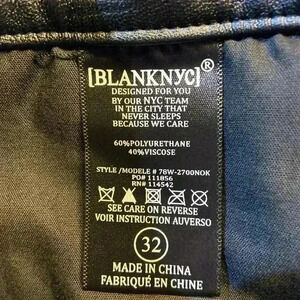 [BLANKNYC]®
DESIGNED FOR YOU
BY OUR NYC TEAM
IN THE CITY THAT
NEVER SLEEPS
BECAUSE WE CARE
60%POLYURETHANE
40%VISCOSE
STYLE/MODELE # 78W-2700NOK
PO# 111856
RN# 114542
SEE CARE ON REVERSE
VOIR INSTRUCTION AUVERSO
32
MADE IN CHINA
FABRIQUÉ EN CHINE